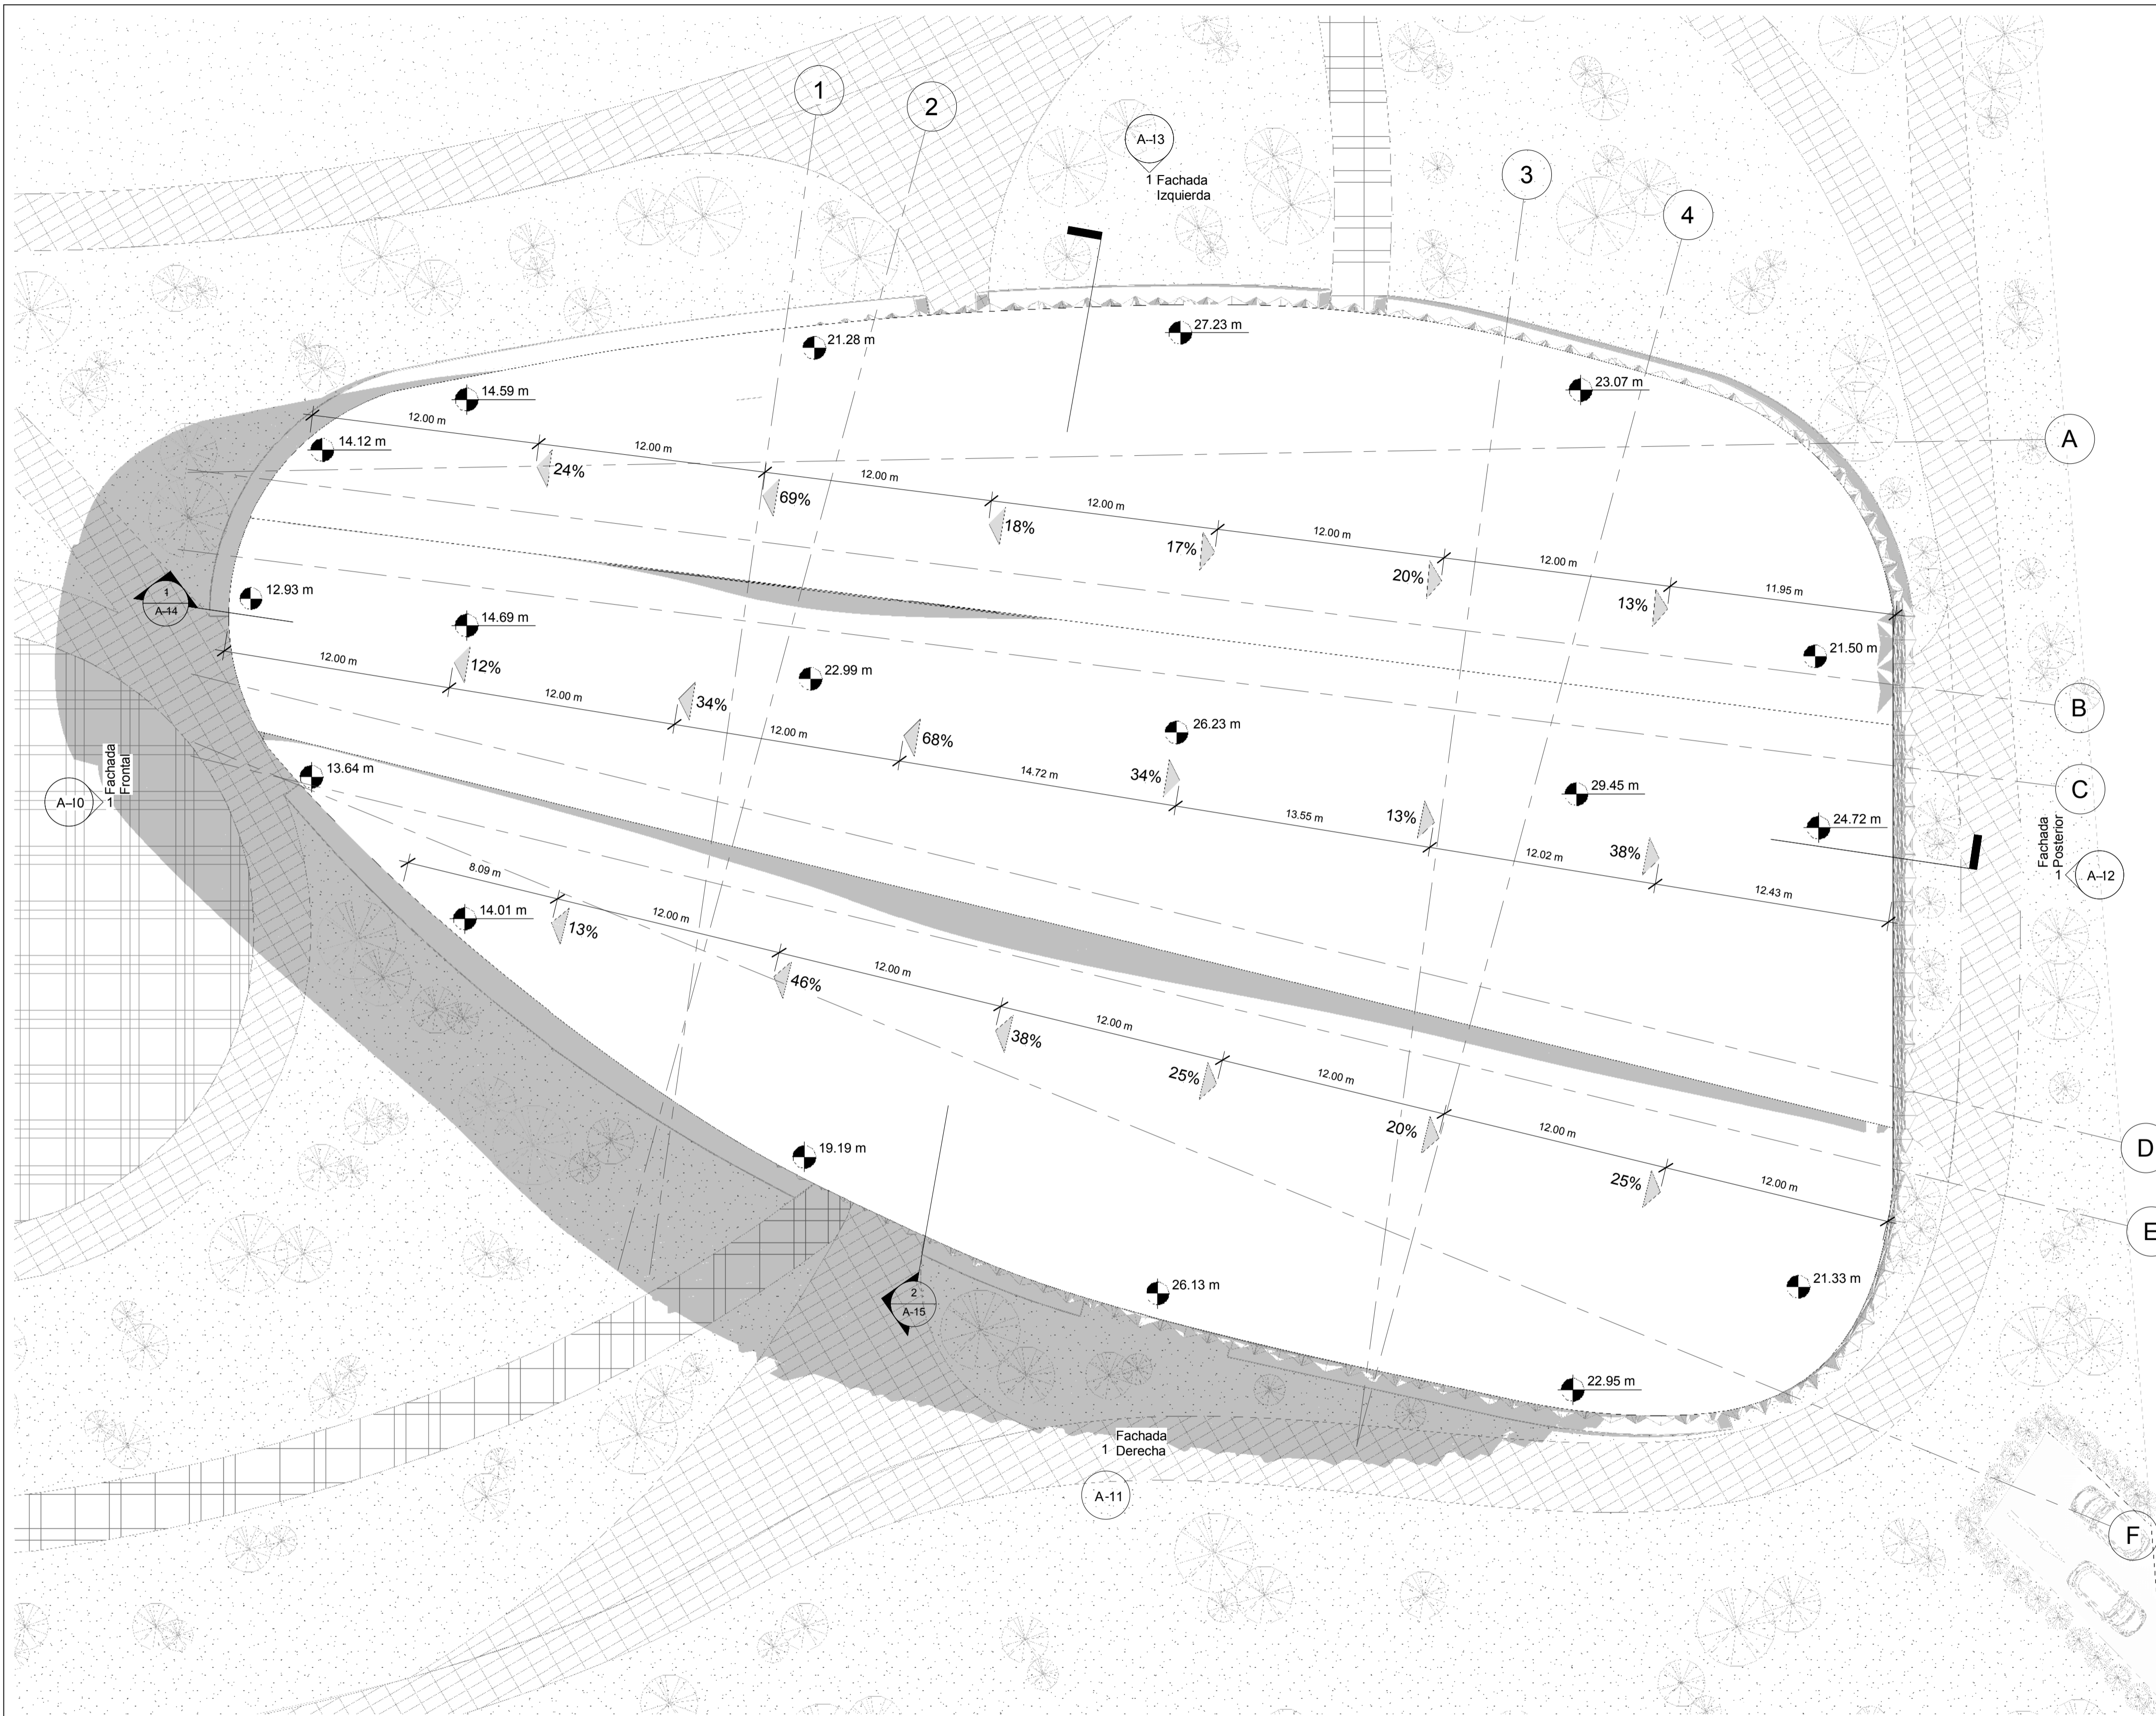 1
2
A-13
1 Fachada
Izquierda
3
4
27.23 m
21.28 m
23.07 m
14.59 m
12.00 m
14.12 m
A
12.00 m
24%
12.00 m
69%
12.00 m
18%
12.00 m
17%
12.00 m
20%
11.95 m
13%
12.93 m
1
A-14
14.69 m
21.50 m
12.00 m
12%
22.99 m
12.00 m
34%
B
26.23 m
12.00 m
68%
13.64 m
Fachada
Frontal
1
A-10
14.72 m
34%
29.45 m
C
13.55 m
13%
24.72 m
12.02 m
38%
Fachada
Posterior
1
A-12
12.43 m
8.09 m
14.01 m
12.00 m
13%
12.00 m
46%
12.00 m
38%
12.00 m
25%
12.00 m
20%
12.00 m
25%
D
19.19 m
E
2
A-15
26.13 m
21.33 m
22.95 m
Fachada
1 Derecha
A-11
F